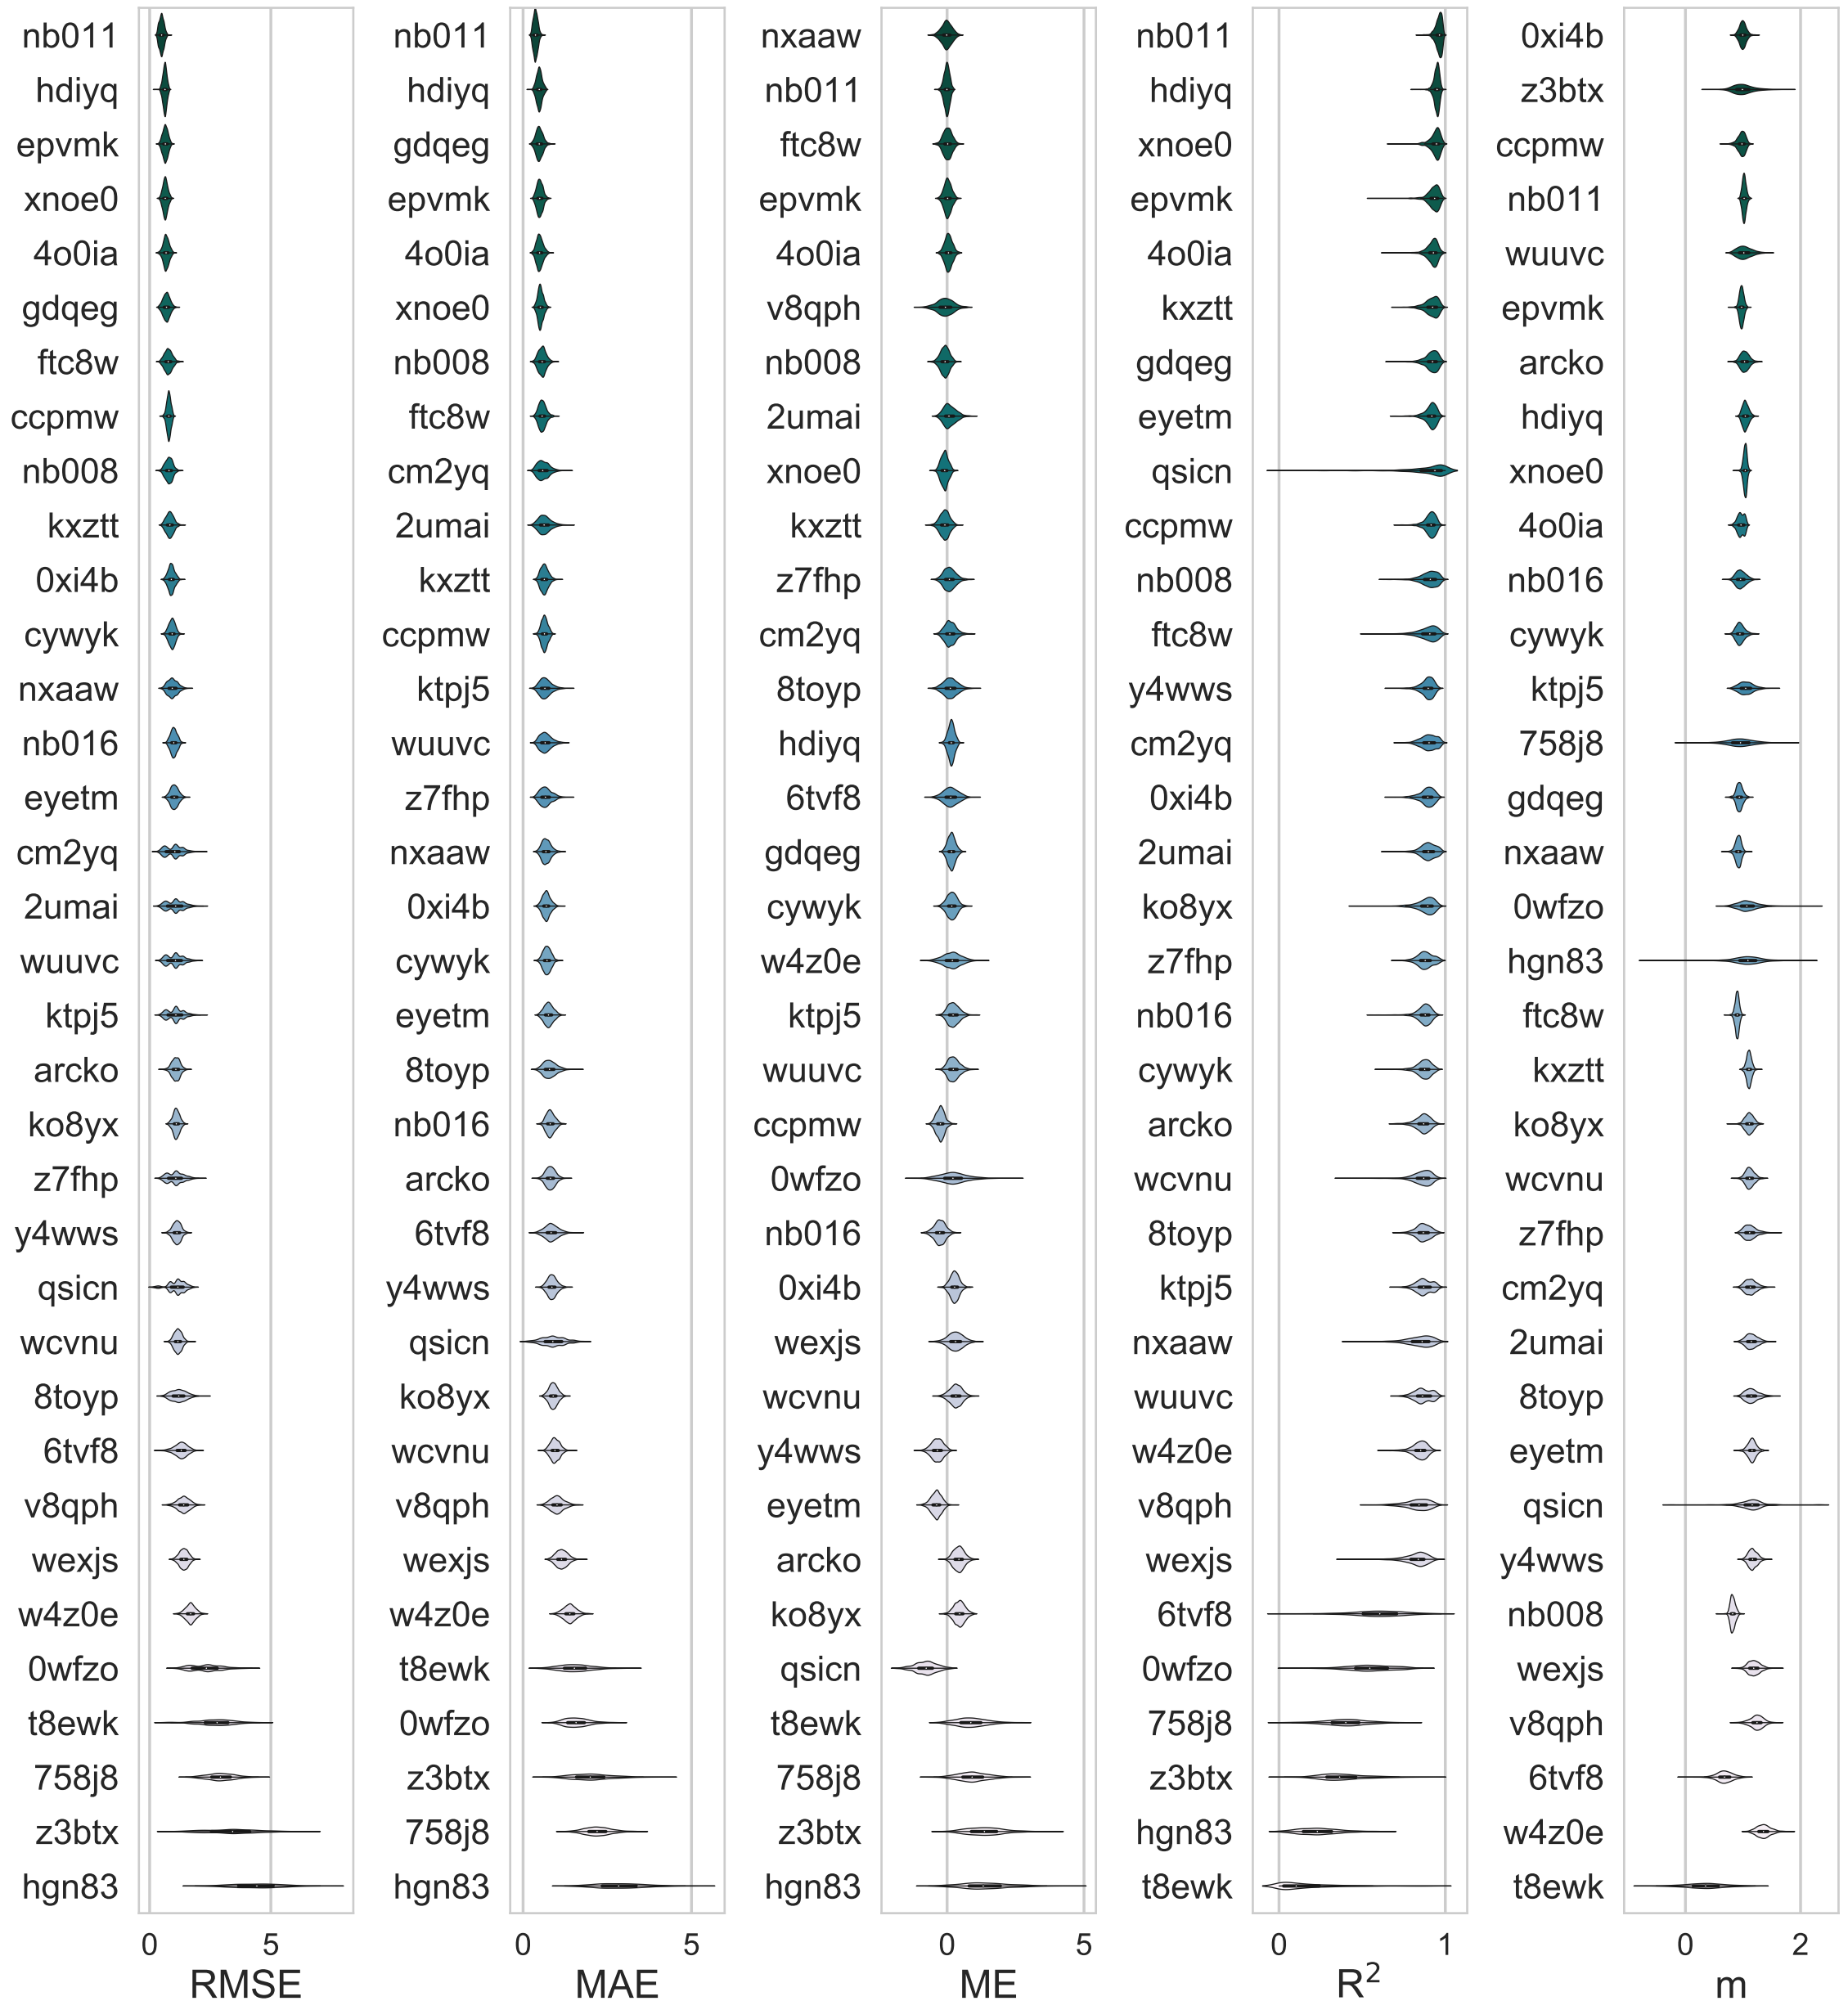 nb011 nb011 nxaaw nb011 0xi4b
hdiyq hdiyq nb011 hdiyq z3btx
epvmk gdqeg ftc8w xnoe0 ccpmw
xnoe0 epvmk epvmk epvmk nb011
4o0ia 4o0ia 4o0ia 4o0ia wuuvc
gdqeg xnoe0 v8qph kxztt epvmk
ftc8w nb008 nb008 gdqeg arcko
ccpmw ftc8w 2umai eyetm hdiyq
nb008 cm2yq xnoe0 qsicn xnoe0
kxztt 2umai kxztt ccpmw 4o0ia
0xi4b kxztt z7fhp nb008 nb016
cywyk ccpmw cm2yq ftc8w cywyk
nxaaw ktpj5 8toyp y4wws ktpj5
nb016 wuuvc hdiyq cm2yq 758j8
eyetm z7fhp 6tvf8 0xi4b gdqeg
cm2yq nxaaw gdqeg 2umai nxaaw
2umai 0xi4b cywyk ko8yx 0wfzo
wuuvc cywyk w4z0e z7fhp hgn83
ktpj5 eyetm ktpj5 nb016 ftc8w
arcko 8toyp wuuvc cywyk kxztt
ko8yx nb016 ccpmw arcko ko8yx
z7fhp arcko 0wfzo wcvnu wcvnu
y4wws 6tvf8 nb016 8toyp z7fhp
qsicn y4wws 0xi4b ktpj5 cm2yq
wcvnu qsicn wexjs nxaaw 2umai
8toyp ko8yx wcvnu wuuvc 8toyp
6tvf8 wcvnu y4wws w4z0e eyetm
v8qph v8qph eyetm v8qph qsicn
wexjs wexjs arcko wexjs y4wws
w4z0e w4z0e ko8yx 6tvf8 nb008
0wfzo t8ewk qsicn 0wfzo wexjs
t8ewk 0wfzo t8ewk 758j8 v8qph
758j8 z3btx 758j8 z3btx 6tvf8
z3btx 758j8 z3btx hgn83 w4z0e
hgn83 hgn83 hgn83 t8ewk t8ewk
0 5 0 5 0 5 0 1 0 2
RMSE MAE ME R² m